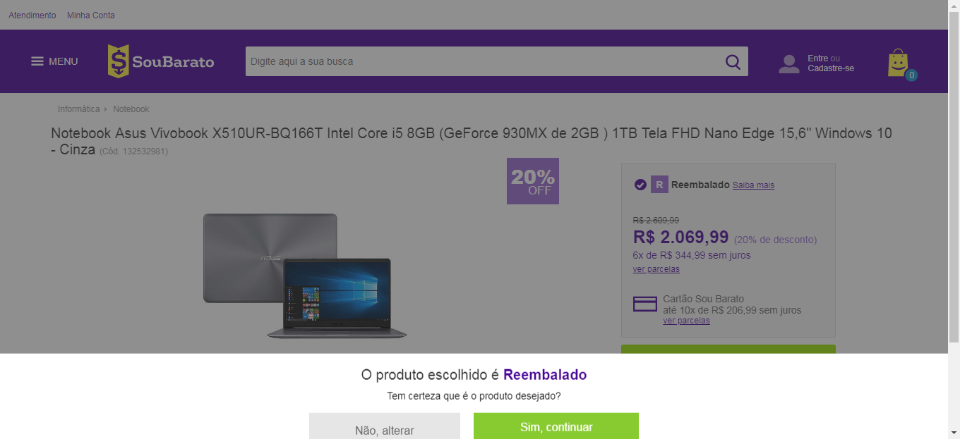 Atendimento Minha Conta
MENU SouBarato Digite aqui a sua busca Entre ou
Cadastre-se
0
Informática › Notebook
Notebook Asus Vivobook X510UR-BQ166T Intel Core i5 8GB (GeForce 930MX de 2GB ) 1TB Tela FHD Nano Edge 15,6" Windows 10
- Cinza (Cód. 132532981)
20%
OFF
R Reembalado Saiba mais
R$ 2.609,99
R$ 2.069,99 (20% de desconto)
6x de R$ 344,99 sem juros
ver parcelas
Cartão Sou Barato
até 10x de R$ 206,99 sem juros
ver parcelas
O produto escolhido é Reembalado
Tem certeza que é o produto desejado?
Não, alterar Sim, continuar